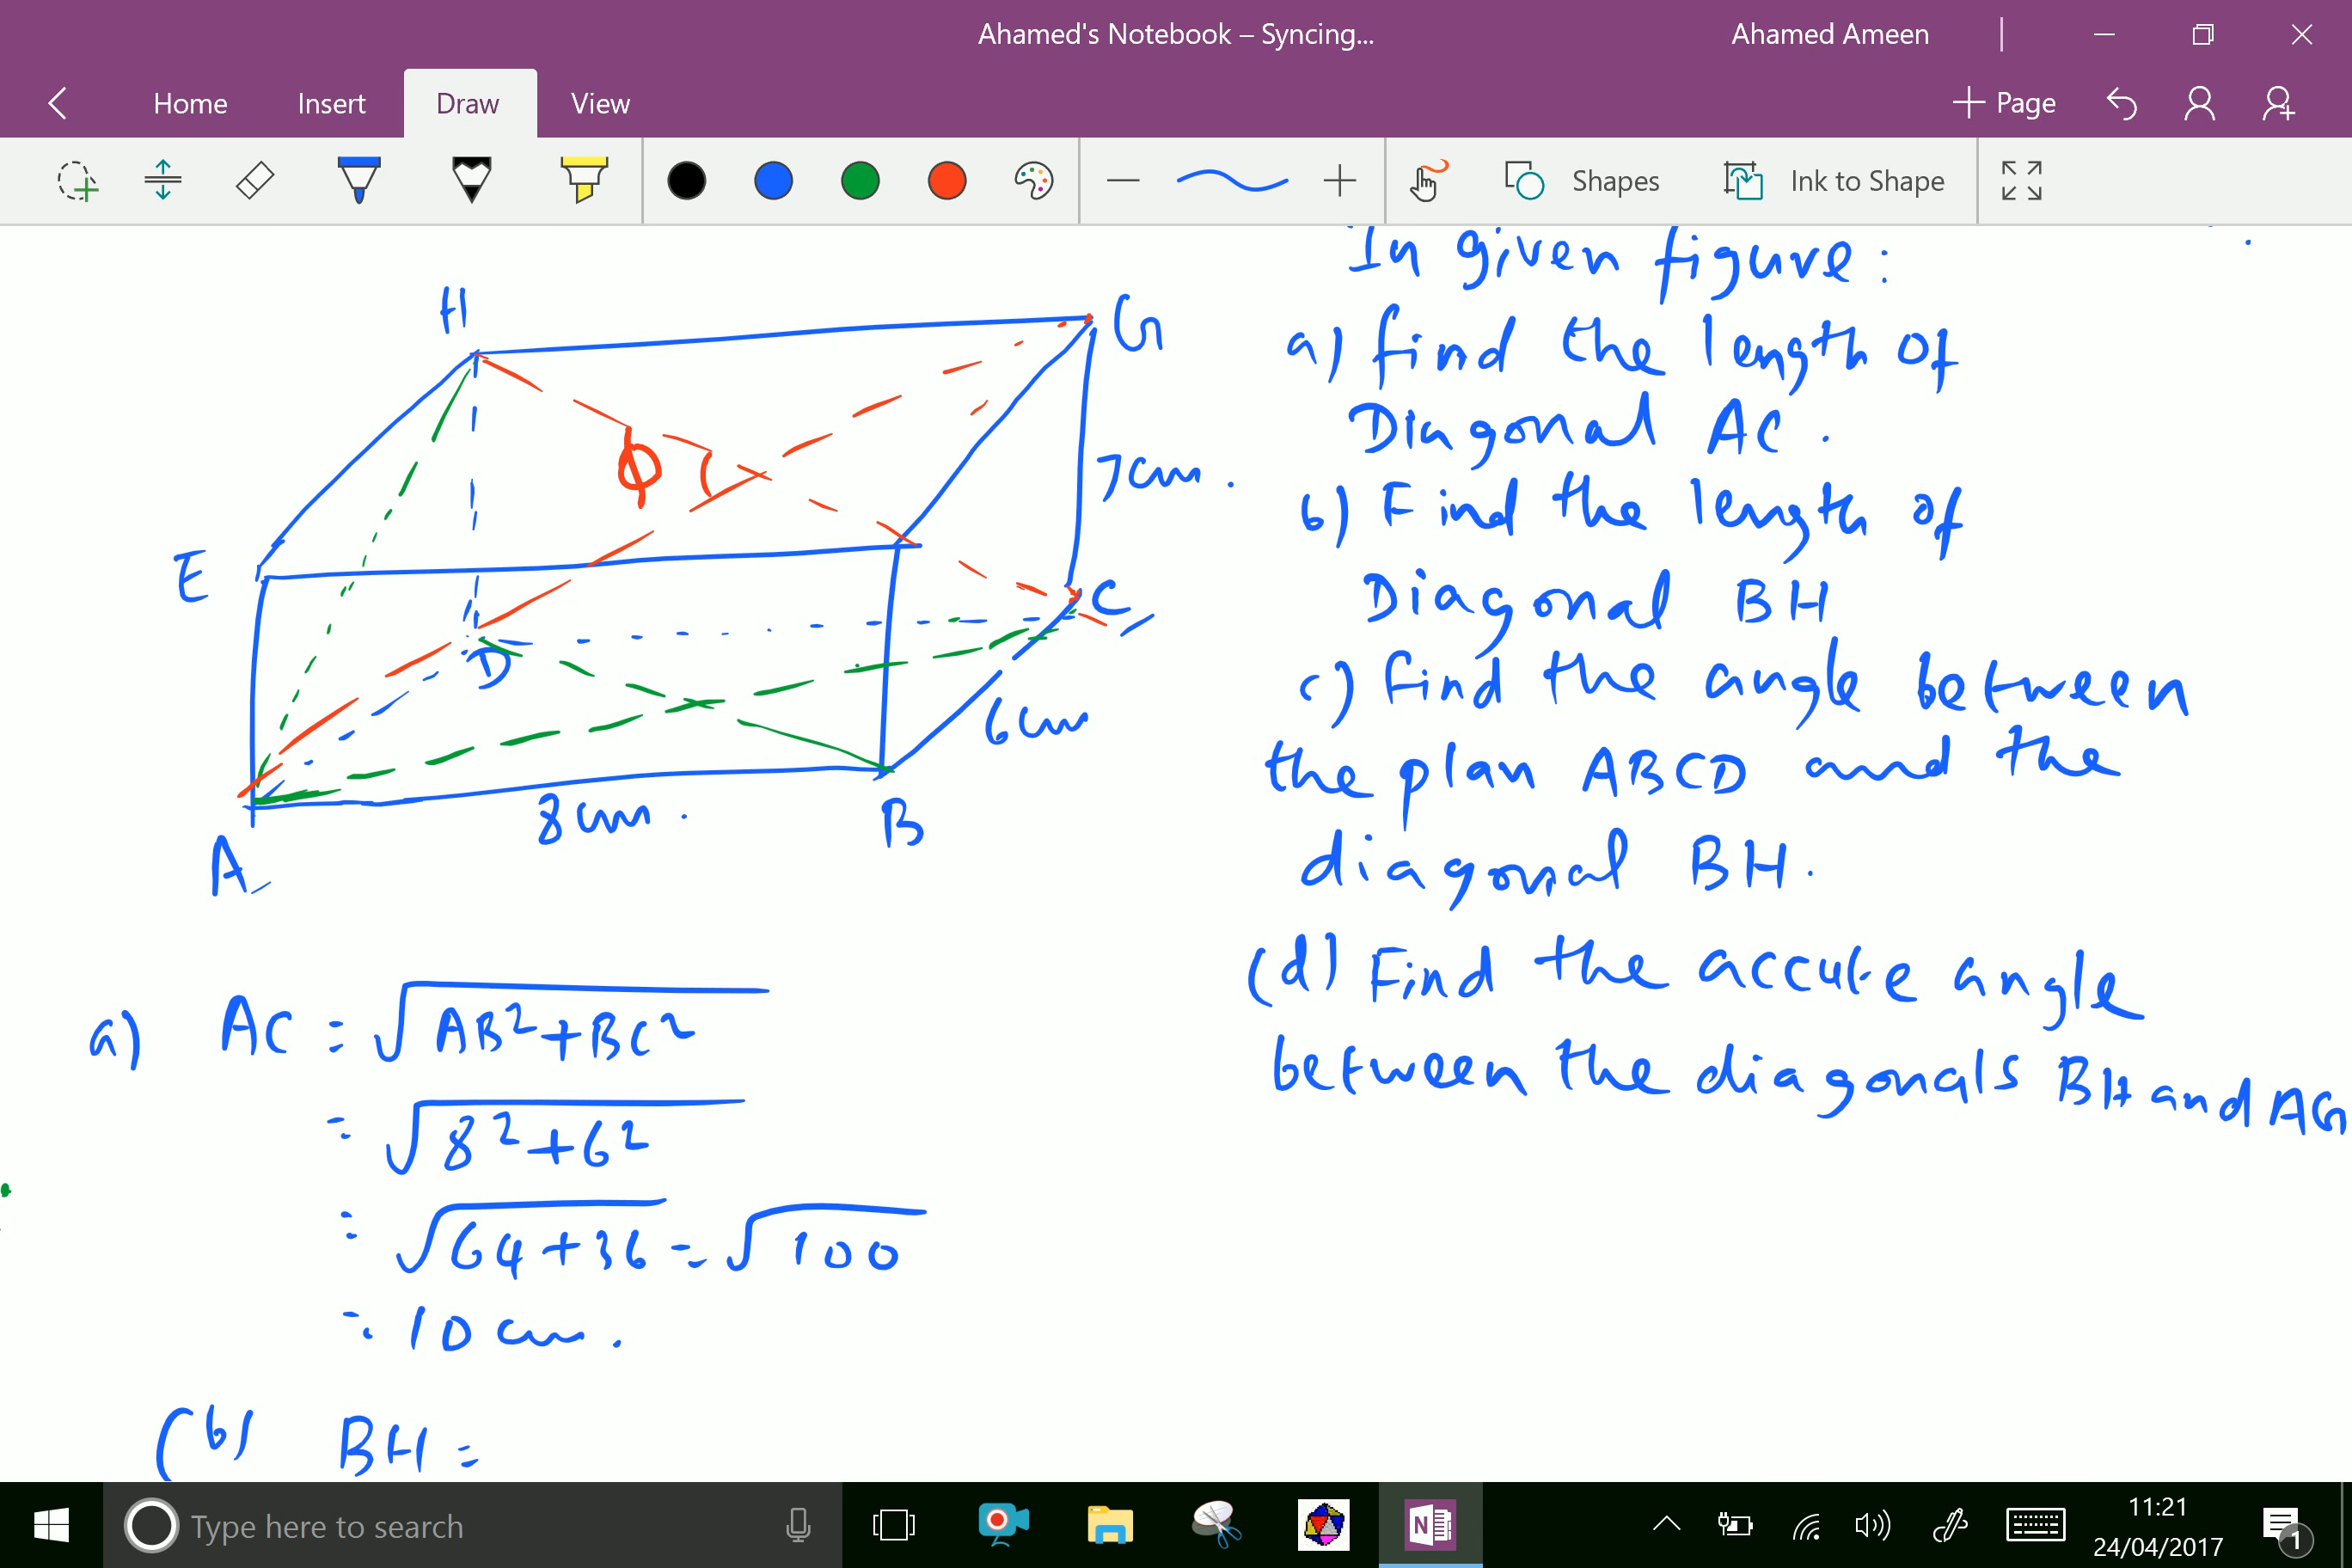 Ahamed's Notebook – Syncing...
Ahamed Ameen
Home Insert Draw View
Page
Shapes
Ink to Shape
In given figure:
a) find the length of
Diagonal AC.
b) Find the length of
Diagonal BH
c) find the angle between
the plan ABCD and the
diagonal BH.
(d) Find the accute angle
between the diagonals BH and AG
H
G
E
7cm.
C
D
6cm
8cm.
A
B
ϕ
a) AC = √AB²+BC²
= √8²+6²
= √64+36 = √100
= 10cm.
(b) BH =
Type here to search
N
11:21
24/04/2017
1